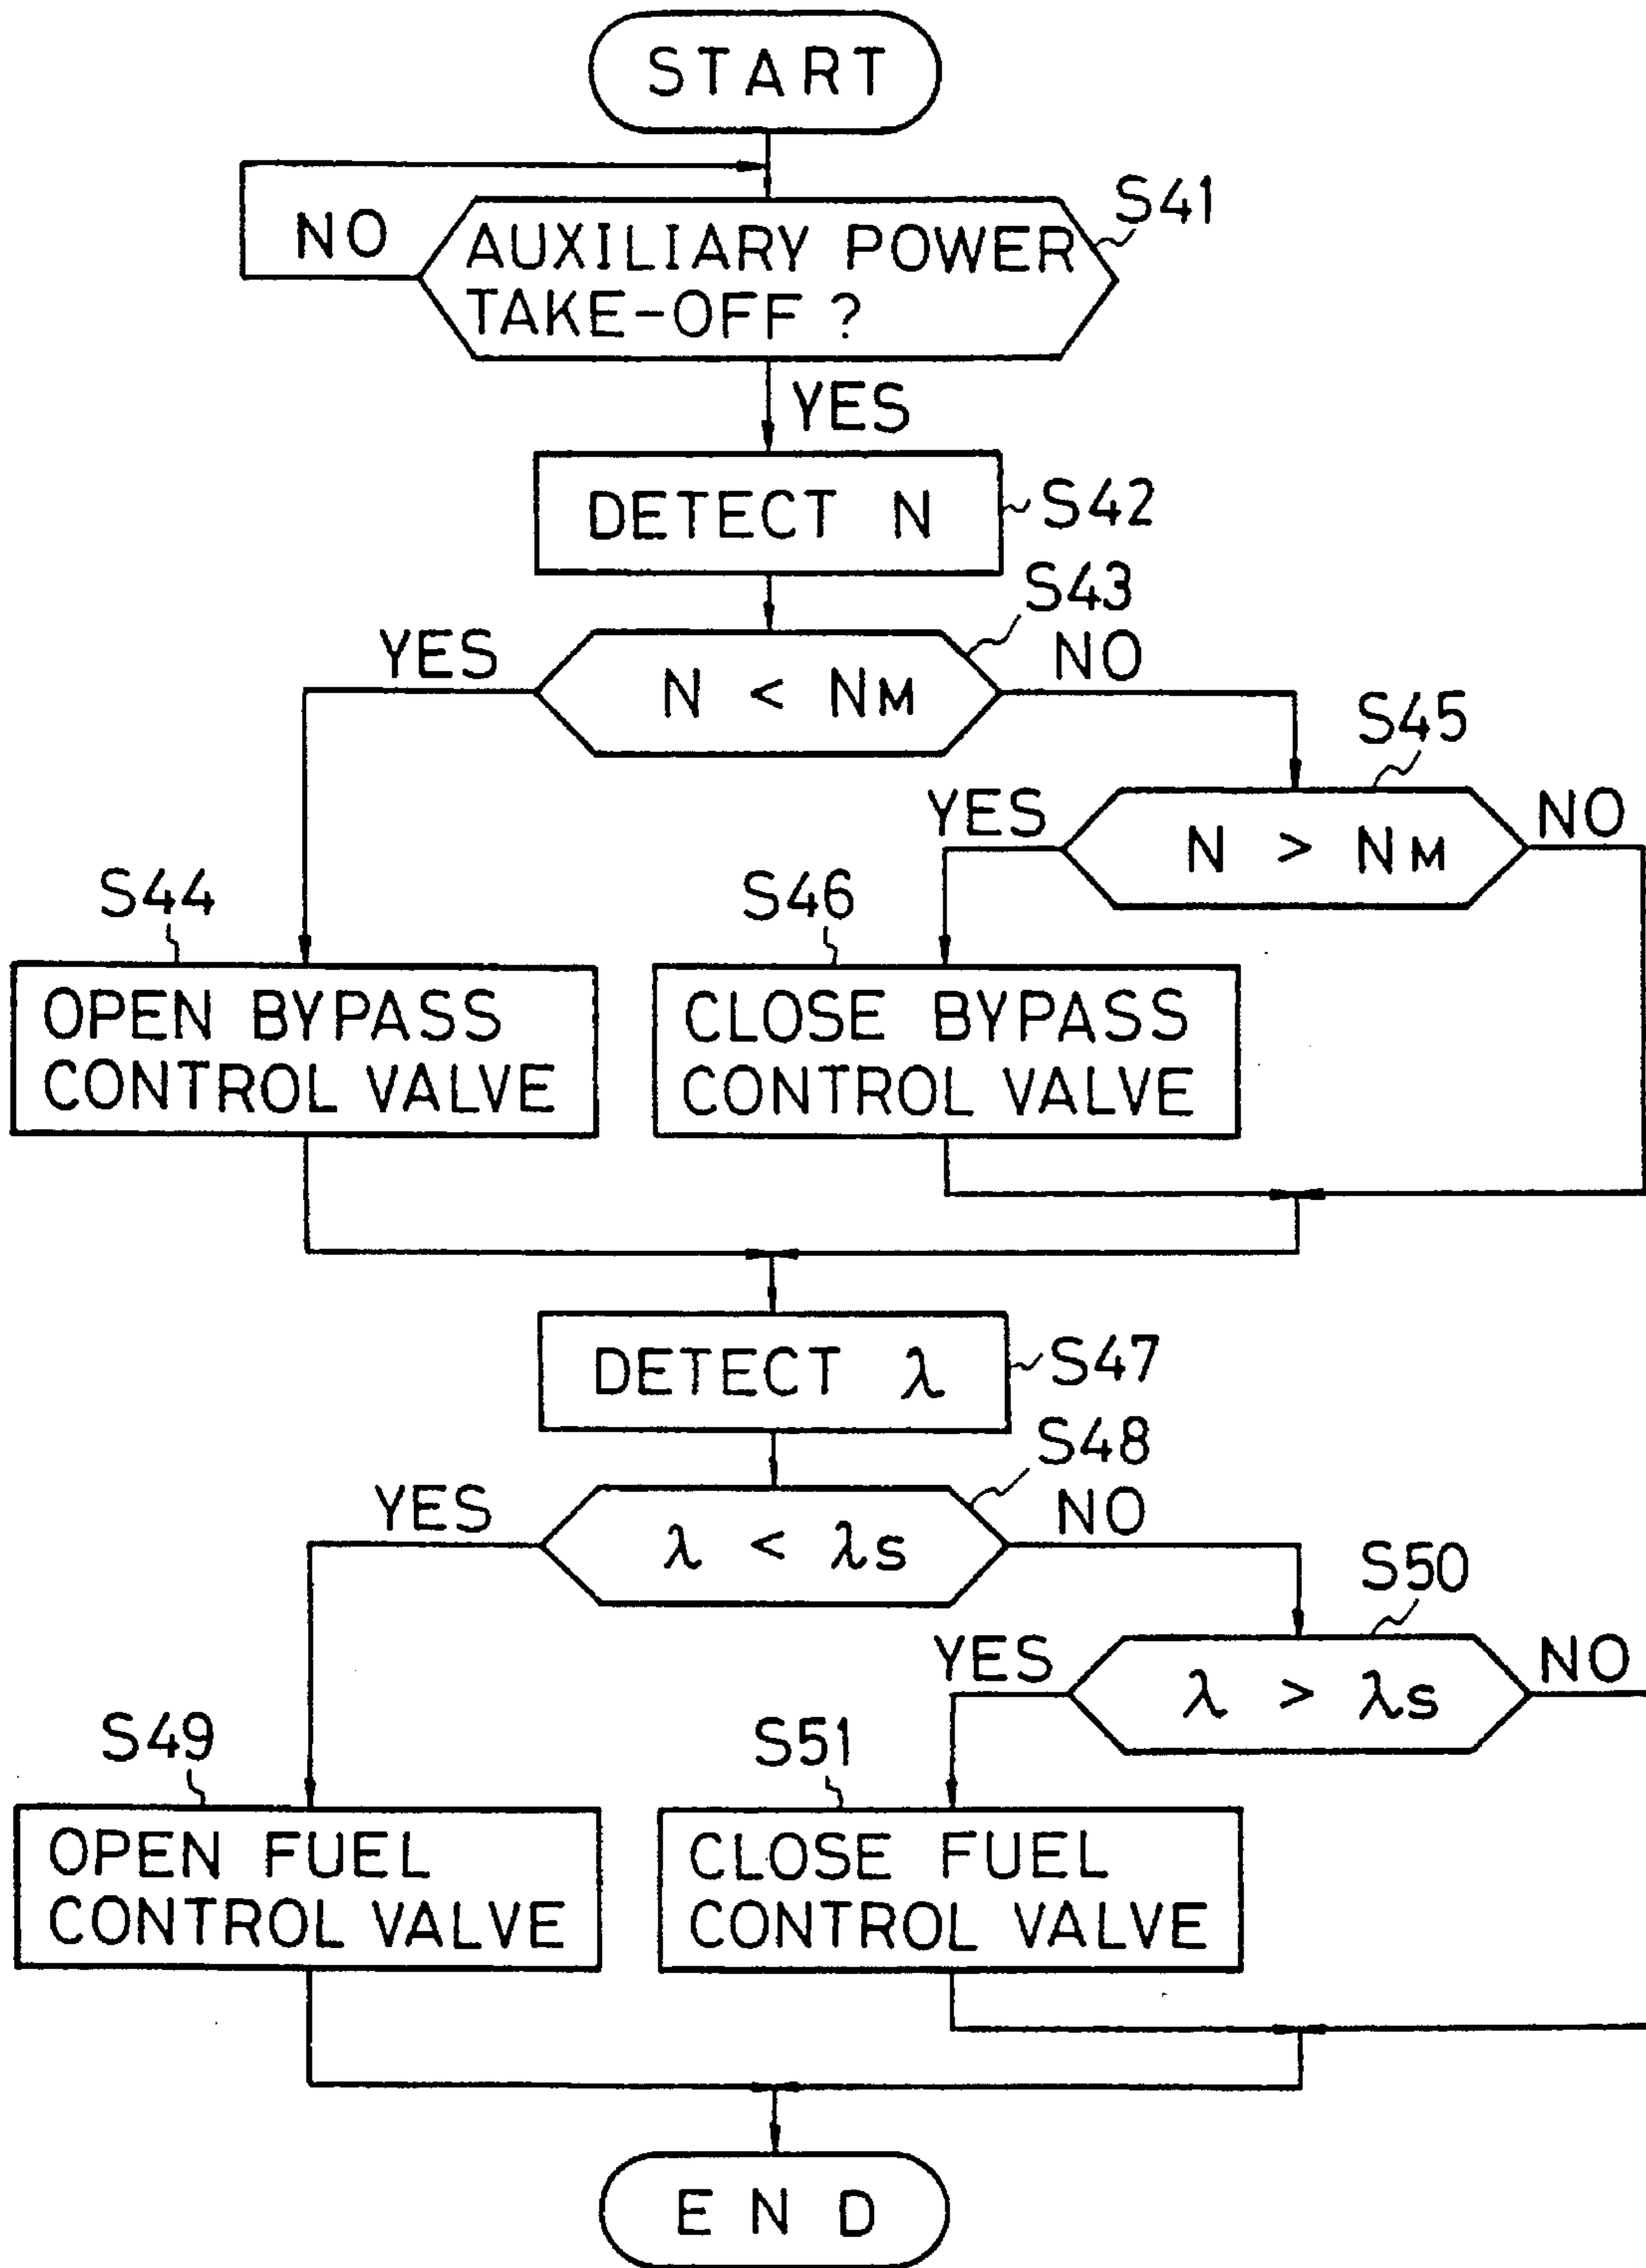 START
S41
NO
AUXILIARY POWER
TAKE-OFF ?
YES
DETECT N
S42
S43
YES
NO
N < NM
S45
YES
NO
N > NM
S44
S46
OPEN BYPASS
CONTROL VALVE
CLOSE BYPASS
CONTROL VALVE
DETECT λ
S47
S48
YES
NO
λ < λs
S50
YES
NO
λ > λs
S49
S51
OPEN FUEL
CONTROL VALVE
CLOSE FUEL
CONTROL VALVE
END